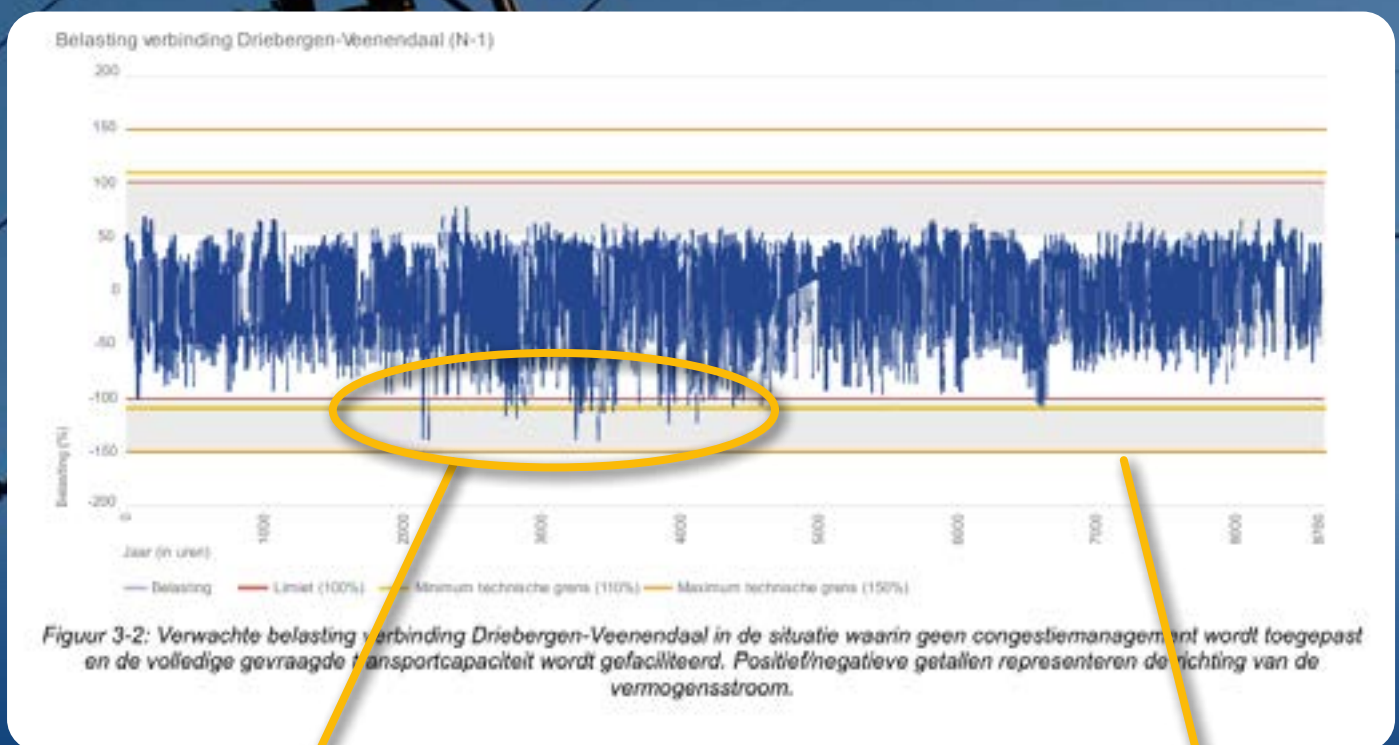 Belasting verbinding Driebergen-Veenendaal (N-1)
200
150
100
50
0
-50
-100
-150
-200
Belasting (%)
0
1000
2000
3000
4000
5000
6000
7000
8000
8760
Jaar (in uren)
Belasting
Limiet (100%)
Minimum technische grens (110%)
Maximum technische grens (150%)
Figuur 3-2: Verwachte belasting verbinding Driebergen-Veenendaal in de situatie waarin geen congestiemanagement wordt toegepast
en de volledige gevraagde transportcapaciteit wordt gefaciliteerd. Positief/negatieve getallen representeren de richting van de
vermogensstroom.